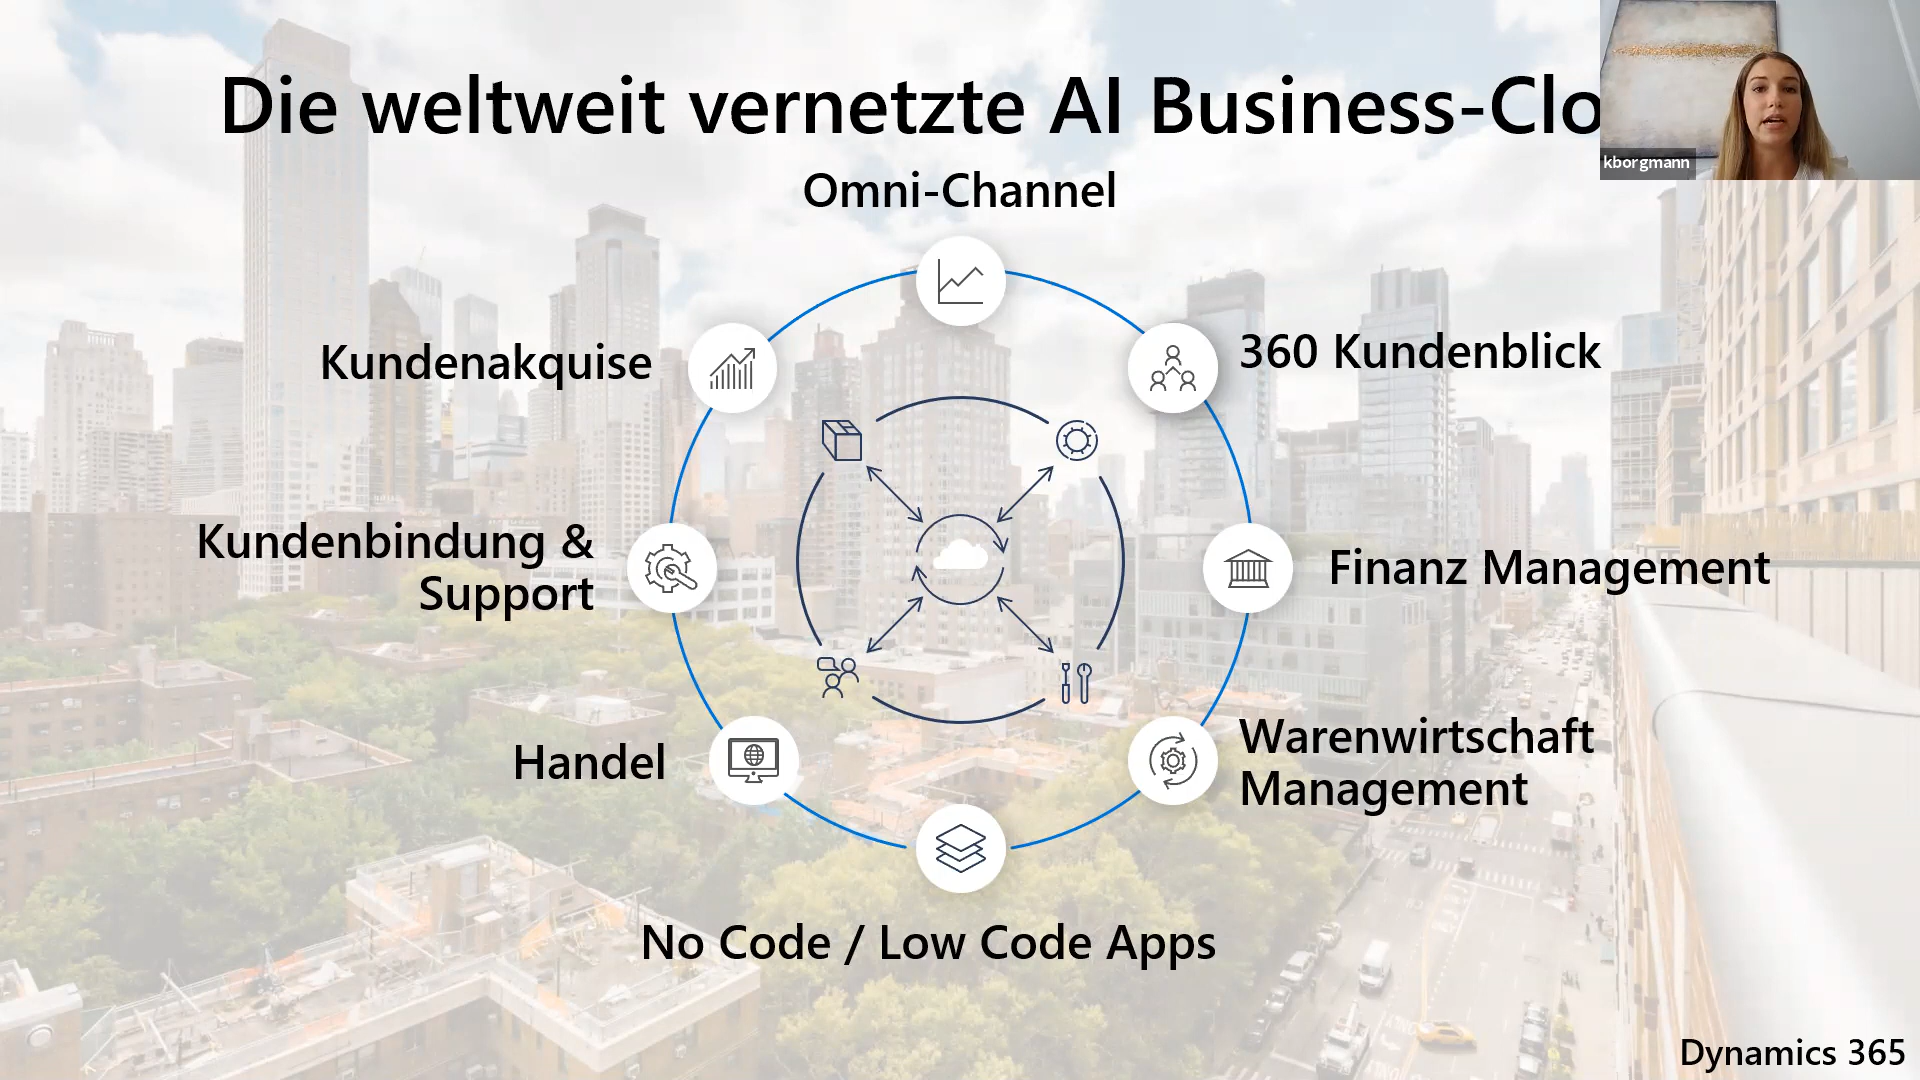 Die weltweit vernetzte AI Business-Clo
kborgmann
Omni-Channel
Kundenakquise
360 Kundenblick
Kundenbindung &
Support
Finanz Management
Handel
Warenwirtschaft
Management
No Code / Low Code Apps
Dynamics 365